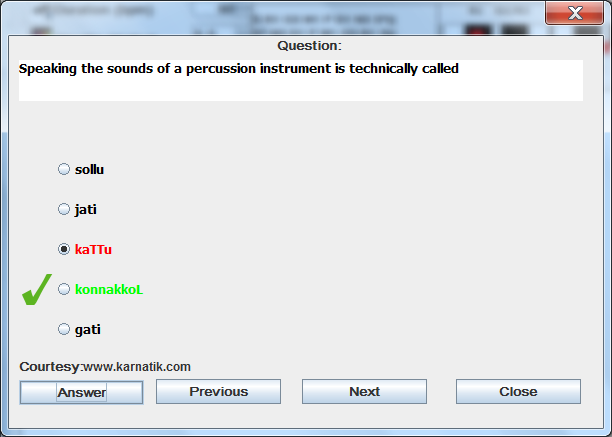 Question:
Speaking the sounds of a percussion instrument is technically called
sollu
jati
kaTTu
konnakkoL
gati
Courtesy:www.karnatik.com
Answer Previous Next Close